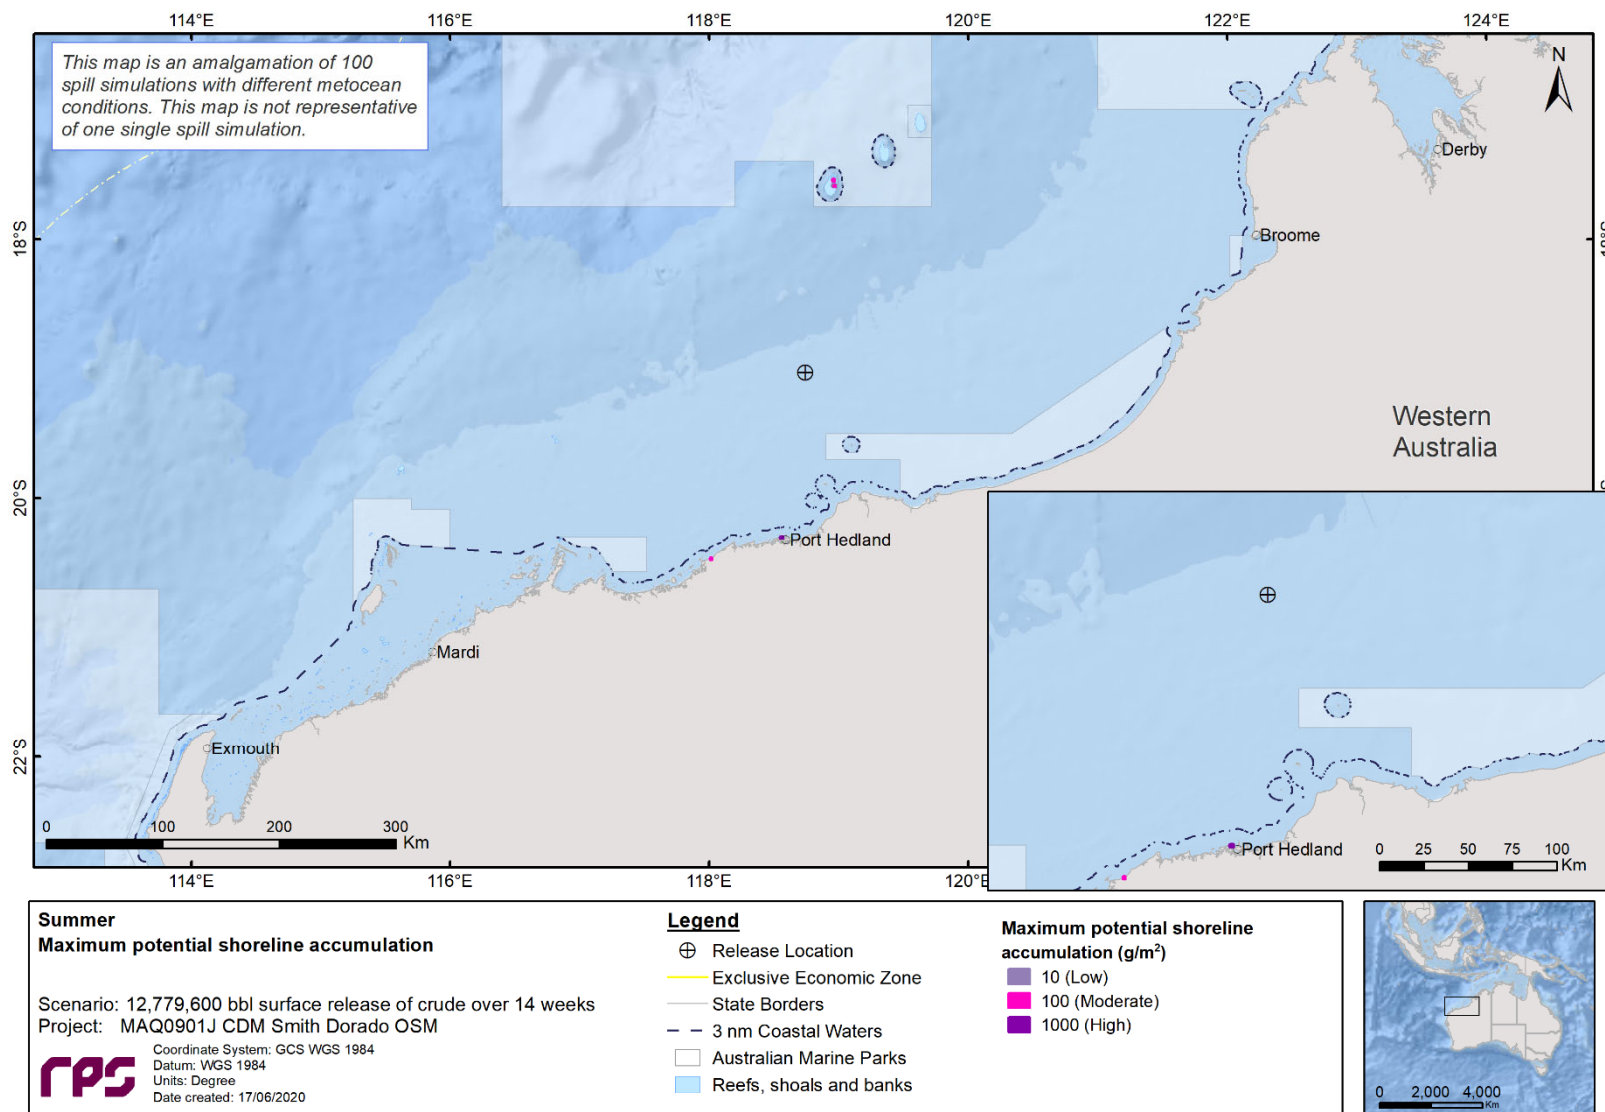 114°E
116°E
118°E
120°E
122°E
124°E
This map is an amalgamation of 100
spill simulations with different metocean
conditions. This map is not representative
of one single spill simulation.
N
Derby
18°S
Broome
Western
Australia
20°S
Port Hedland
Mardi
22°S
Exmouth
0 100 200 300
Km
Port Hedland
0 25 50 75 100
Km
114°E
116°E
118°E
120°E
Summer
Maximum potential shoreline accumulation
Scenario: 12,779,600 bbl surface release of crude over 14 weeks
Project: MAQ0901J CDM Smith Dorado OSM
rps
Coordinate System: GCS WGS 1984
Datum: WGS 1984
Units: Degree
Date created: 17/06/2020
Legend
Release Location
Exclusive Economic Zone
State Borders
3 nm Coastal Waters
Australian Marine Parks
Reefs, shoals and banks
Maximum potential shoreline
accumulation (g/m²)
10 (Low)
100 (Moderate)
1000 (High)
0 2,000 4,000
Km